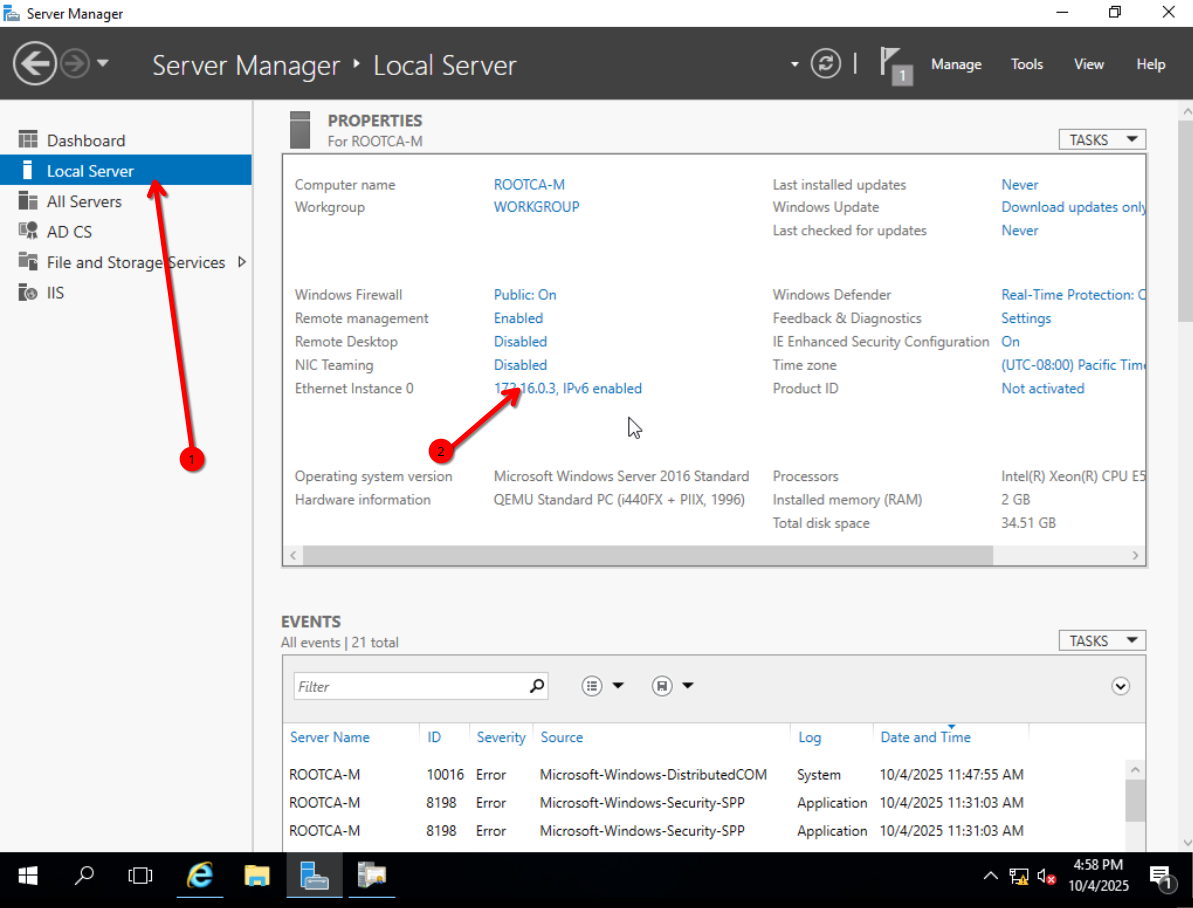 Server Manager
Server Manager ‣ Local Server
1
Manage Tools View Help
Dashboard
Local Server
All Servers
AD CS
File and Storage Services
IIS
PROPERTIES
For ROOTCA-M
TASKS
Computer name ROOTCA-M Last installed updates Never
Workgroup WORKGROUP Windows Update Download updates only
Last checked for updates Never
Windows Firewall Public: On Windows Defender Real-Time Protection:
Remote management Enabled Feedback & Diagnostics Settings
Remote Desktop Disabled IE Enhanced Security Configuration On
NIC Teaming Disabled Time zone (UTC-08:00) Pacific Time
Ethernet Instance 0 172.16.0.3, IPv6 enabled Product ID Not activated
1
2
Operating system version Microsoft Windows Server 2016 Standard Processors Intel(R) Xeon(R) CPU E5
Hardware information QEMU Standard PC (i440FX + PIIX, 1996) Installed memory (RAM) 2 GB
Total disk space 34.51 GB
EVENTS
All events | 21 total
TASKS
Filter
Server Name ID Severity Source Log Date and Time
ROOTCA-M 10016 Error Microsoft-Windows-DistributedCOM System 10/4/2025 11:47:55 AM
ROOTCA-M 8198 Error Microsoft-Windows-Security-SPP Application 10/4/2025 11:31:03 AM
ROOTCA-M 8198 Error Microsoft-Windows-Security-SPP Application 10/4/2025 11:31:03 AM
4:58 PM
10/4/2025
1